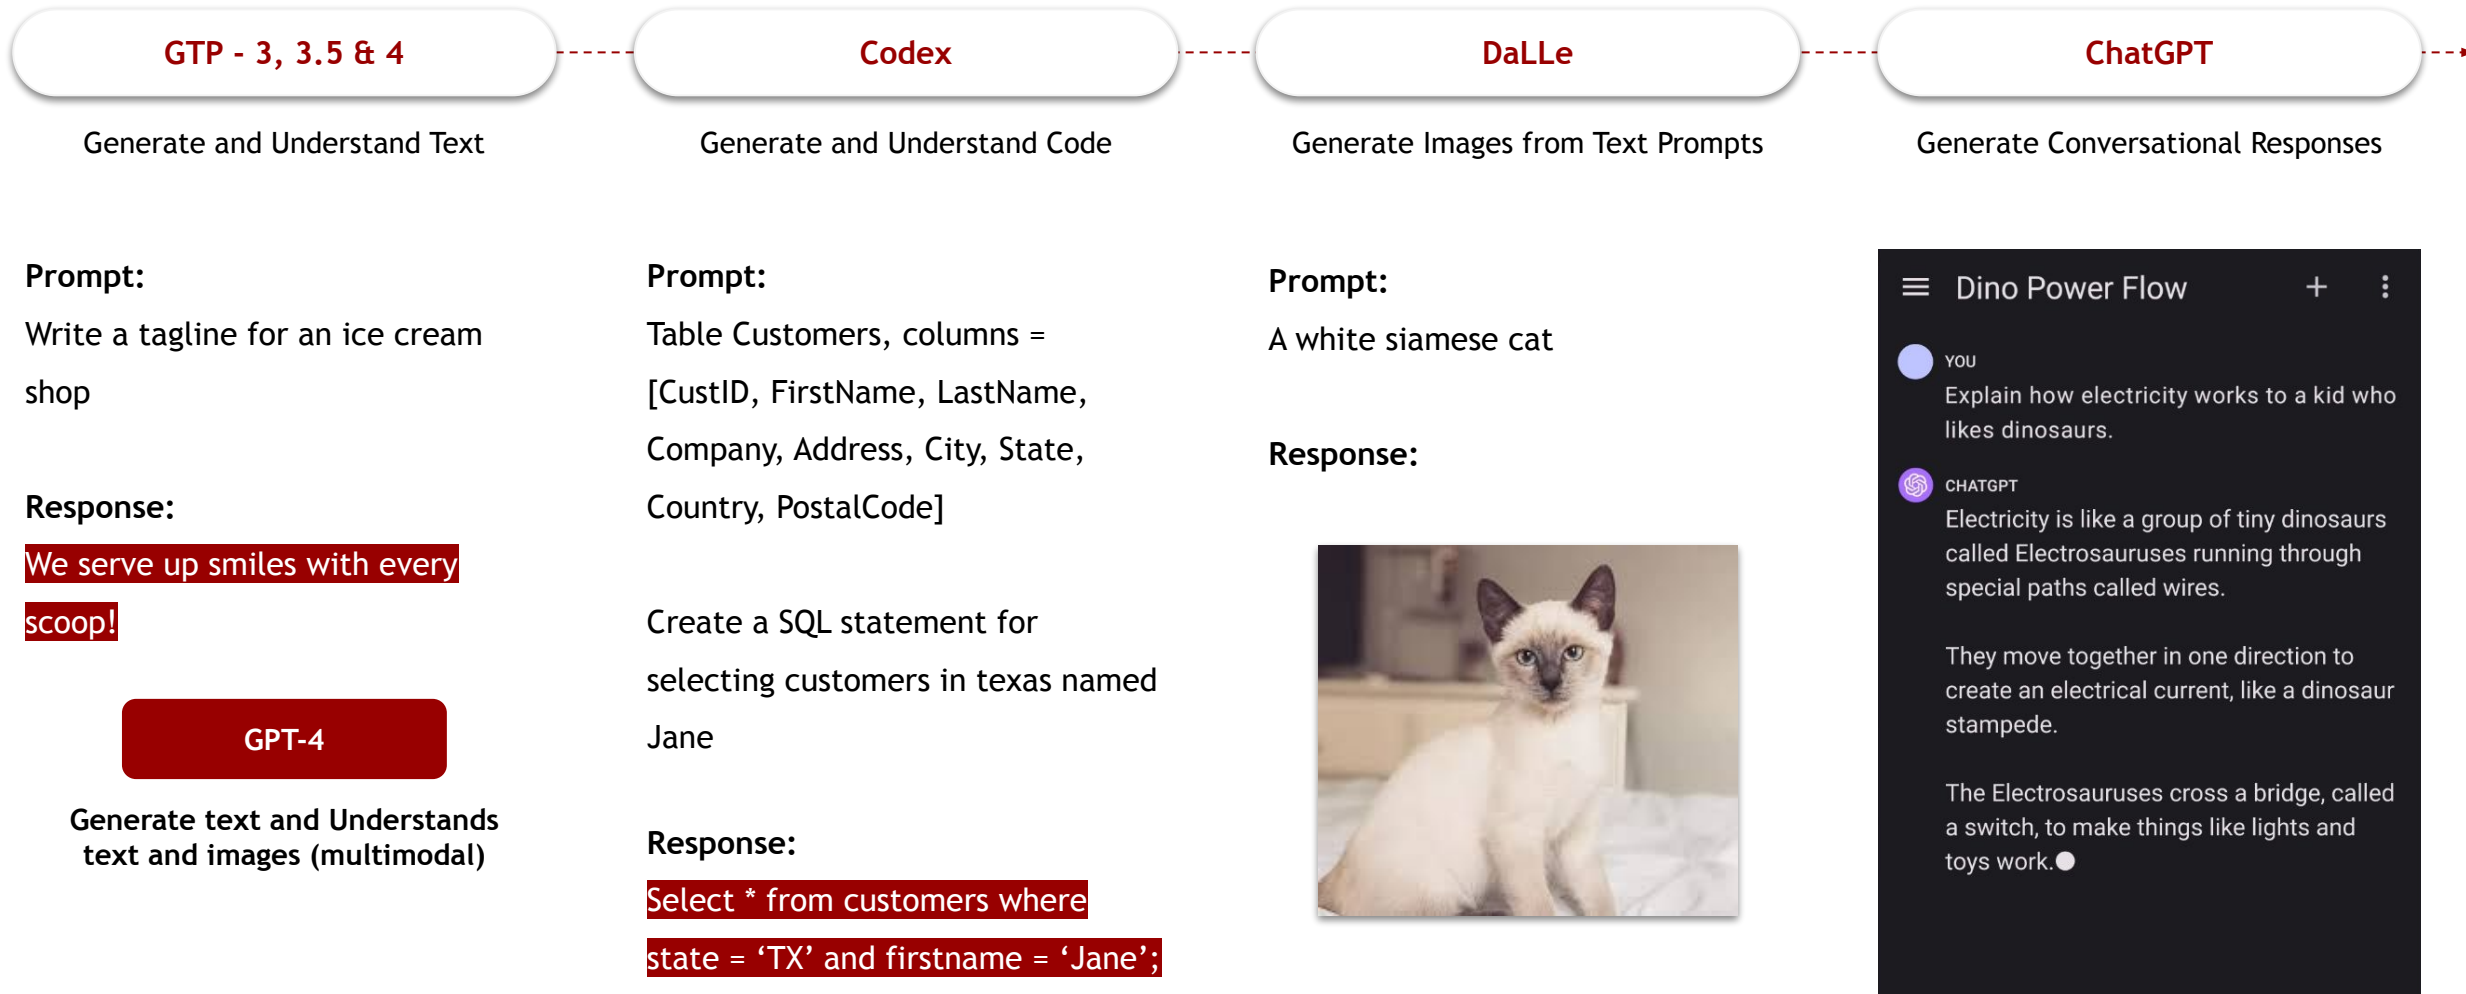 GTP - 3, 3.5 & 4
Generate and Understand Text
Prompt:
Write a tagline for an ice cream
shop
Response:
We serve up smiles with every
scoop!
GPT-4
Generate text and Understands
text and images (multimodal)
Codex
Generate and Understand Code
Prompt:
Table Customers, columns =
[CustID, FirstName, LastName,
Company, Address, City, State,
Country, PostalCode]
Create a SQL statement for
selecting customers in texas named
Jane
Response:
Select * from customers where
state = ‘TX’ and firstname = ‘Jane’;
DaLLe
Generate Images from Text Prompts
Prompt:
A white siamese cat
Response:
ChatGPT
Generate Conversational Responses
Dino Power Flow
YOU
Explain how electricity works to a kid who
likes dinosaurs.
CHATGPT
Electricity is like a group of tiny dinosaurs
called Electrosauruses running through
special paths called wires.
They move together in one direction to
create an electrical current, like a dinosaur
stampede.
The Electrosauruses cross a bridge, called
a switch, to make things like lights and
toys work.